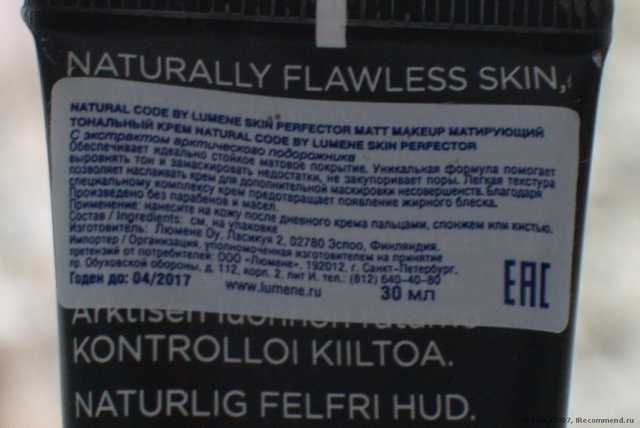 NATURALLY FLAWLESS SKIN,
NATURAL CODE BY LUMENE SKIN PERFECTOR MATT MAKEUP МАТИРУЮЩИЙ
ТОНАЛЬНЫЙ КРЕМ NATURAL CODE BY LUMENE SKIN PERFECTOR
С экстрактом арктического подорожника
Обеспечивает идеально стойкое матовое покрытие. Уникальная формула помогает
выровнять тон и замаскировать недостатки, не закупоривает поры. Легкая текстура
позволяет наслаивать крем для дополнительной маскировки несовершенств. Благодаря
специальному комплексу крем предотвращает появление жирного блеска.
Произведено без парабенов и масел.
Применение: нанесите на кожу после дневного крема пальцами, спонжем или кистью.
Состав / Ingredients: см. на упаковке
Изготовитель: Люмене Оу, Ласикуя 2, 02780 Эспоо, Финляндия.
Импортер / Организация, уполномоченная изготовителем на принятие
претензий от потребителей: ООО «Люмене», 192012, г. Санкт-Петербург,
пр. Обуховской обороны, д. 112, корп. 2, лит И. тел.: (812) 640-40-80
Годен до: 04/2017 www.lumene.ru 30 мл
EAC
Arktisen luonnon
KONTROLLOI KIILTOA.
NATURLIG FELFRI HUD.
IRecommend.ru